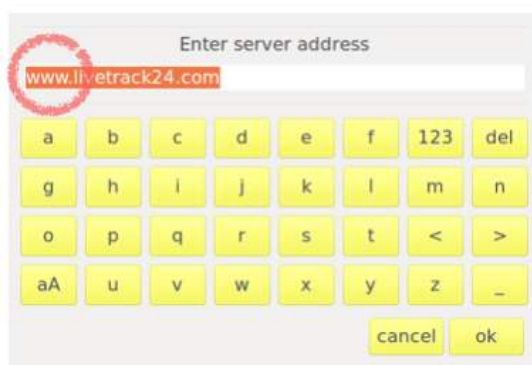 Enter server address
www.livetrack24.com
a b c d e f 123 del
g h i j k l m n
o p q r s t < >
aA u v w x y z _
cancel ok